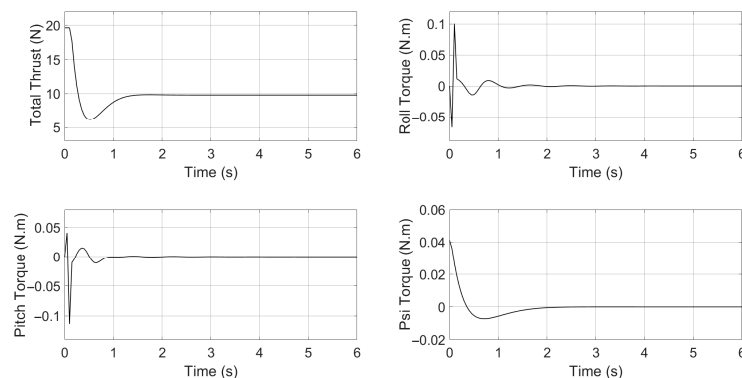 Total Thrust (N)
20
15
10
5
0 1 2 3 4 5 6
Time (s)
Roll Torque (N.m)
0.1
0.05
0
−0.05
0 1 2 3 4 5 6
Time (s)
Pitch Torque (N.m)
0.05
0
−0.05
−0.1
0 1 2 3 4 5 6
Time (s)
Psi Torque (N.m)
0.06
0.04
0.02
0
−0.02
0 1 2 3 4 5 6
Time (s)